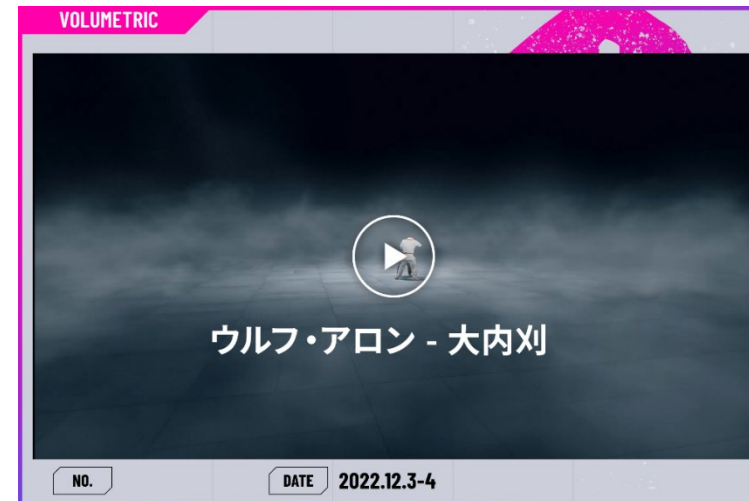 VOLUMETRIC
ウルフ・アロン - 大内刈
NO.
DATE 2022.12.3-4